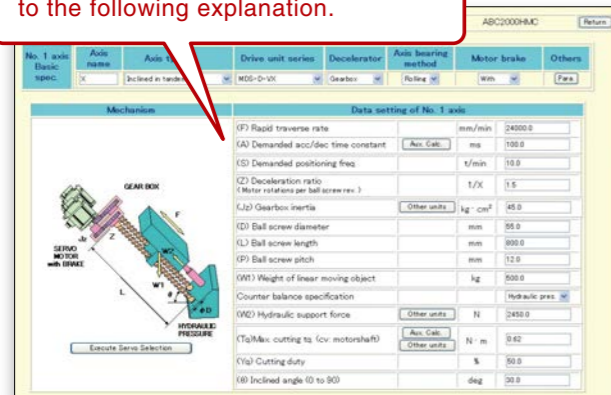 to the following explanation.
ABC2000HMC
Return
No. 1 axis Basic spec.
Axis name
Axis t
Drive unit series
Decelerator
Axis bearing method
Motor brake
Others
X
Inclined in tandem
MDS-D-VX
Gearbox
Rolling
With
Para
Mechanism
Data setting of No. 1 axis
(F) Rapid traverse rate mm/min 24000.0
(A) Demanded acc/dec time constant Acc. Calc. ms 100.0
(S) Demanded positioning freq. t/min 10.0
(Z) Deceleration ratio
(Motor rotations per ball screw rev.) 1/X 1.5
(Jz) Gearbox inertia Other units kg·cm² 45.0
(D) Ball screw diameter mm 55.0
(L) Ball screw length mm 800.0
(P) Ball screw pitch mm 12.0
(W1) Weight of linear moving object kg 500.0
Counter balance specification Hydraulic pres.
(W2) Hydraulic support force Other units N 2450.0
(Tq)Max. cutting tq. (cv. motorshaft) Acc. Calc. Other units N·m 0.62
(Yq) Cutting duty % 50.0
(θ) Inclined angle (0 to 90) deg 30.0
GEAR BOX
F
Jz
Z
SERVO
MOTOR
with BRAKE
W2
W1
L
θ
øD
HYDRAULIC
PRESSURE
Execute Servo Selection